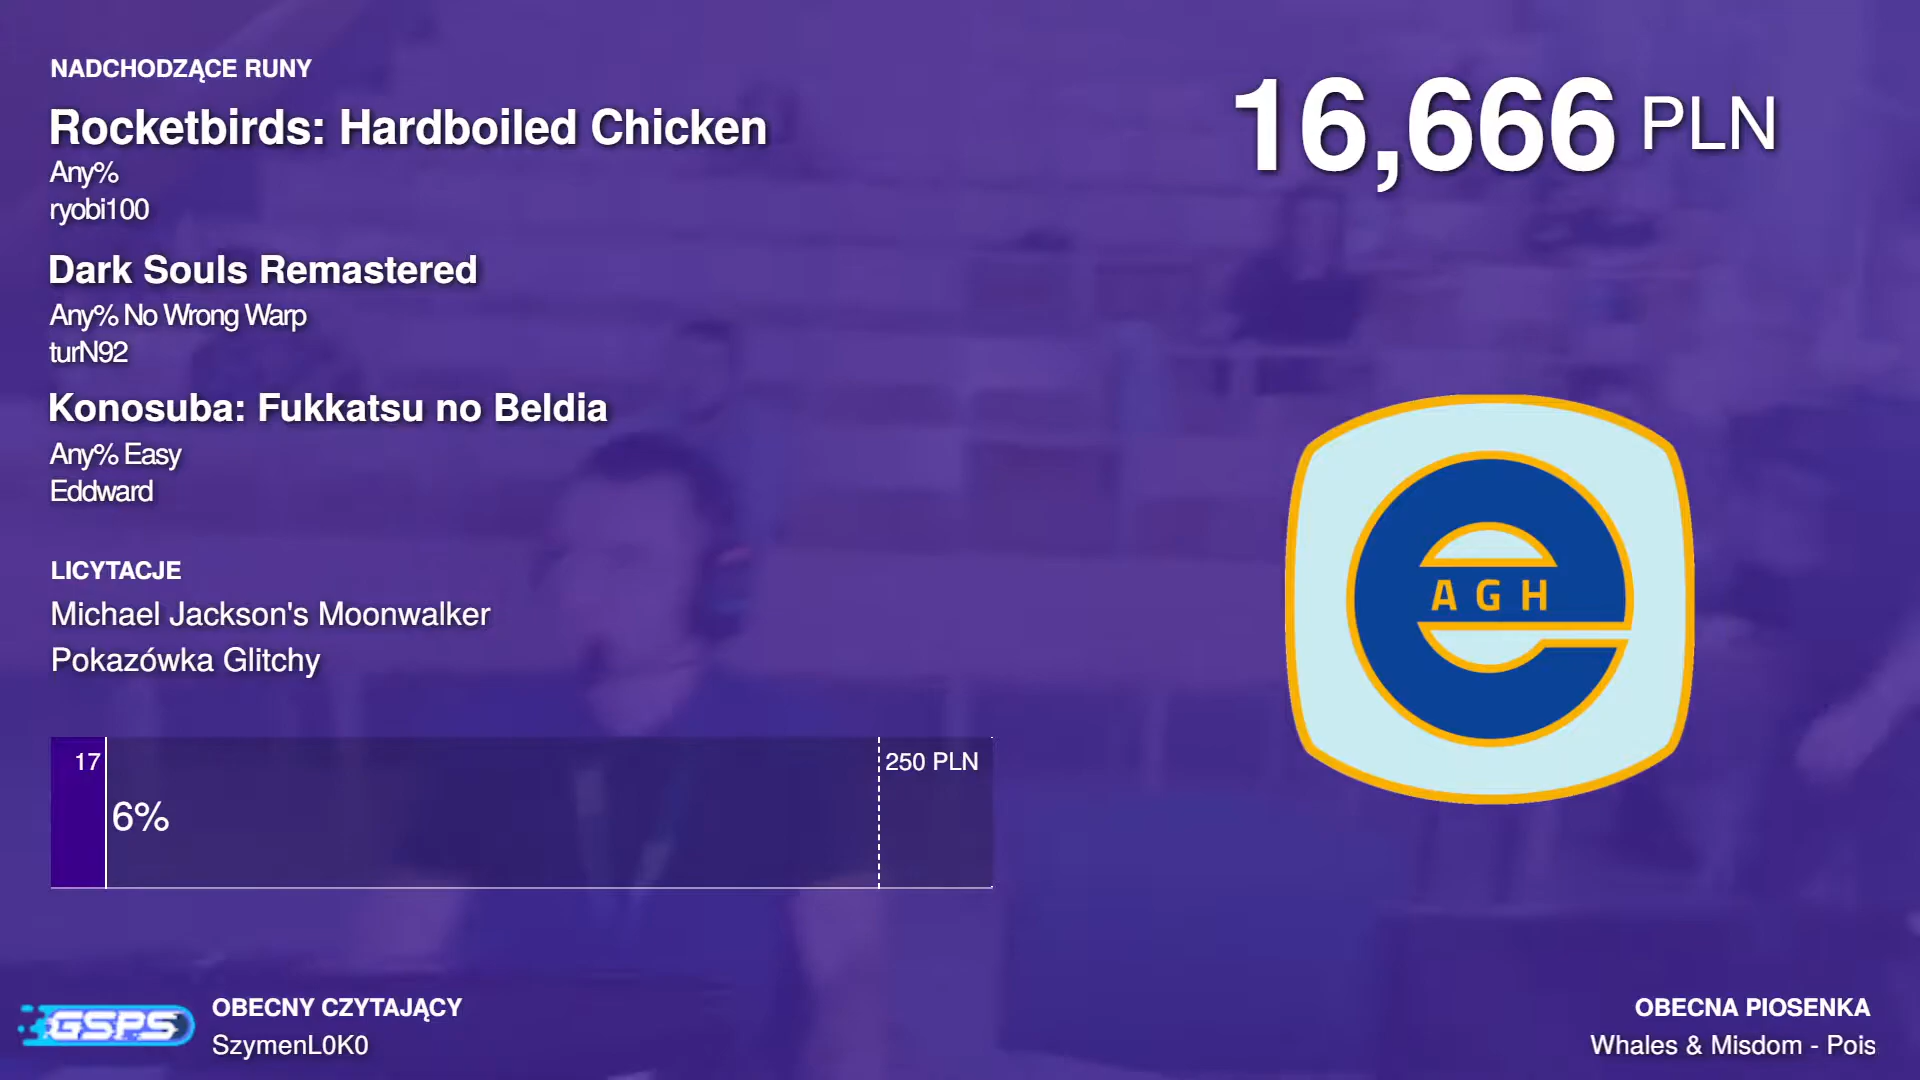 NADCHODZĄCE RUNY
Rocketbirds: Hardboiled Chicken
Any%
ryobi100
Dark Souls Remastered
Any% No Wrong Warp
turN92
Konosuba: Fukkatsu no Beldia
Any% Easy
Eddward
LICYTACJE
Michael Jackson's Moonwalker
Pokazówka Glitchy
17
250 PLN
6%
16,666 PLN
e
AGH
GSPS
OBECNY CZYTAJĄCY
SzymenL0K0
OBECNA PIOSENKA
Whales & Misdom - Pois